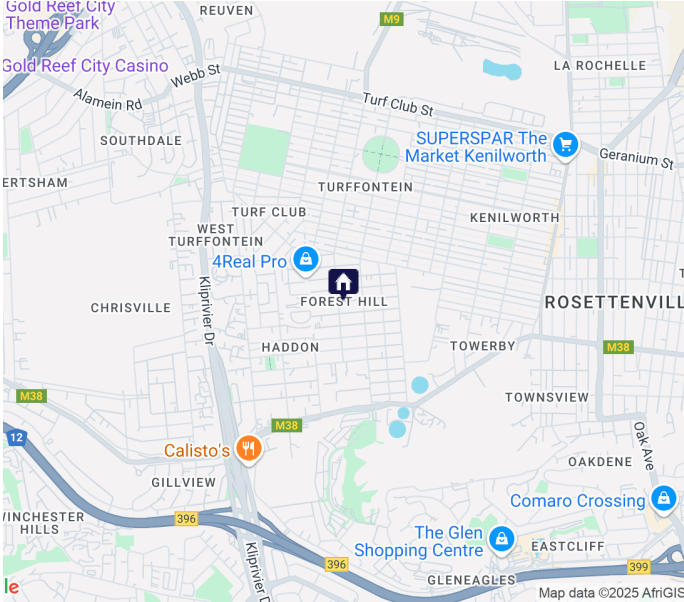 Gold Reef City
Theme Park
REUVEN
M9
Gold Reef City Casino
Webb St
LA ROCHELLE
Alamein Rd
Turf Club St
SOUTHDALE
SUPERSPAR The
Market Kenilworth
Geranium St
ERTSHAM
TURFFONTEIN
TURF CLUB
KENILWORTH
WEST
TURFFONTEIN
4Real Pro
Kliprivier Dr
CHRISVILLE
FOREST HILL
ROSETTENVILL
HADDON
TOWERBY
M38
M38
TOWNSVIEW
M38
12
Calisto's
Oak Ave
OAKDENE
GILLVIEW
Comaro Crossing
WINCHESTER
HILLS
396
The Glen
Shopping Centre
EASTCLIFF
Kliprivier D
396
399
GLENEAGLES
le
Map data ©2025 AfriGIS